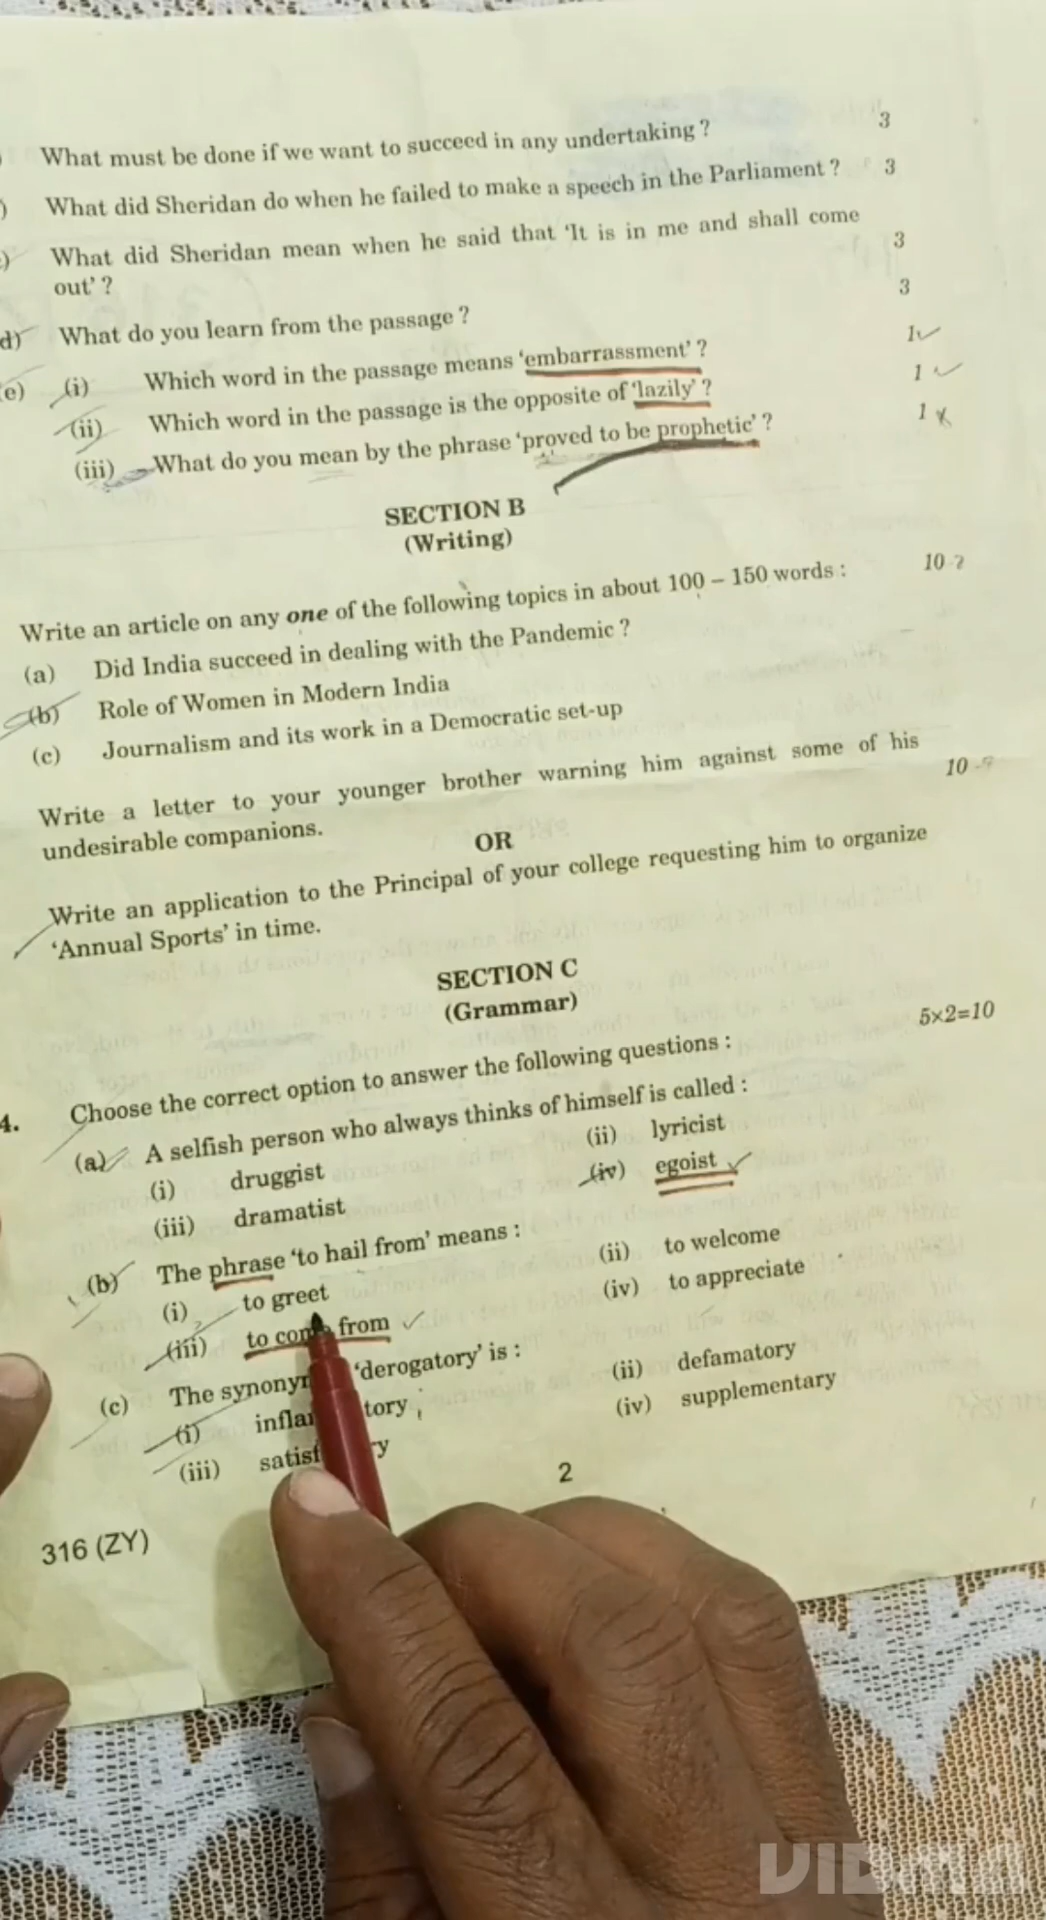 What must be done if we want to succeed in any undertaking ? 3
What did Sheridan do when he failed to make a speech in the Parliament ? 3
What did Sheridan mean when he said that 'It is in me and shall come
out' ? 3
d) What do you learn from the passage ? 3
(e) (i) Which word in the passage means 'embarrassment' ? 1
(ii) Which word in the passage is the opposite of 'lazily' ? 1
(iii) What do you mean by the phrase 'proved to be prophetic' ? 1
SECTION B
(Writing)
Write an article on any one of the following topics in about 100 – 150 words : 10
(a) Did India succeed in dealing with the Pandemic ?
(b) Role of Women in Modern India
(c) Journalism and its work in a Democratic set-up
Write a letter to your younger brother warning him against some of his 10
undesirable companions.
OR
Write an application to the Principal of your college requesting him to organize
'Annual Sports' in time.
SECTION C
(Grammar)
4. Choose the correct option to answer the following questions : 5×2=10
(a) A selfish person who always thinks of himself is called :
(i) druggist (ii) lyricist
(iii) dramatist (iv) egoist
(b) The phrase 'to hail from' means :
(i) to greet (ii) to welcome
(iii) to come from (iv) to appreciate
(c) The 'derogatory' is :
(i) (ii) defamatory
(iii) (iv) supplementary
316 (ZY) 2
VIDMA